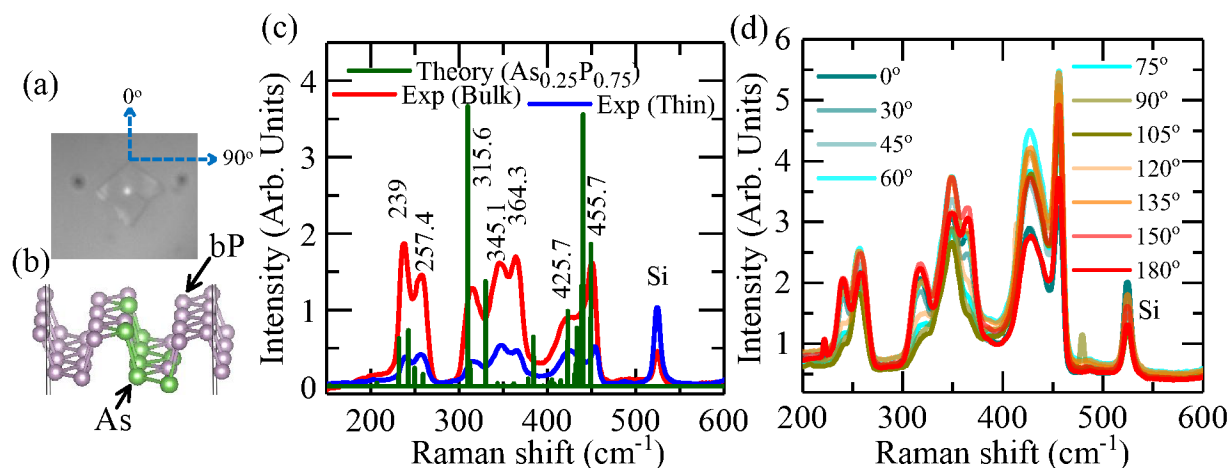 (a)
0°
90°
(b)
bP
As
(c)
Theory (As0.25P0.75)
Exp (Bulk)
Exp (Thin)
239
257.4
315.6
345.1
364.3
425.7
455.7
Si
4
3
2
1
0
Intensity (Arb. Units)
200 300 400 500 600
Raman shift (cm-1)
(d)
0°
30°
45°
60°
75°
90°
105°
120°
135°
150°
180°
Si
6
5
4
3
2
1
Intensity (Arb. Units)
200 300 400 500 600
Raman shift (cm-1)